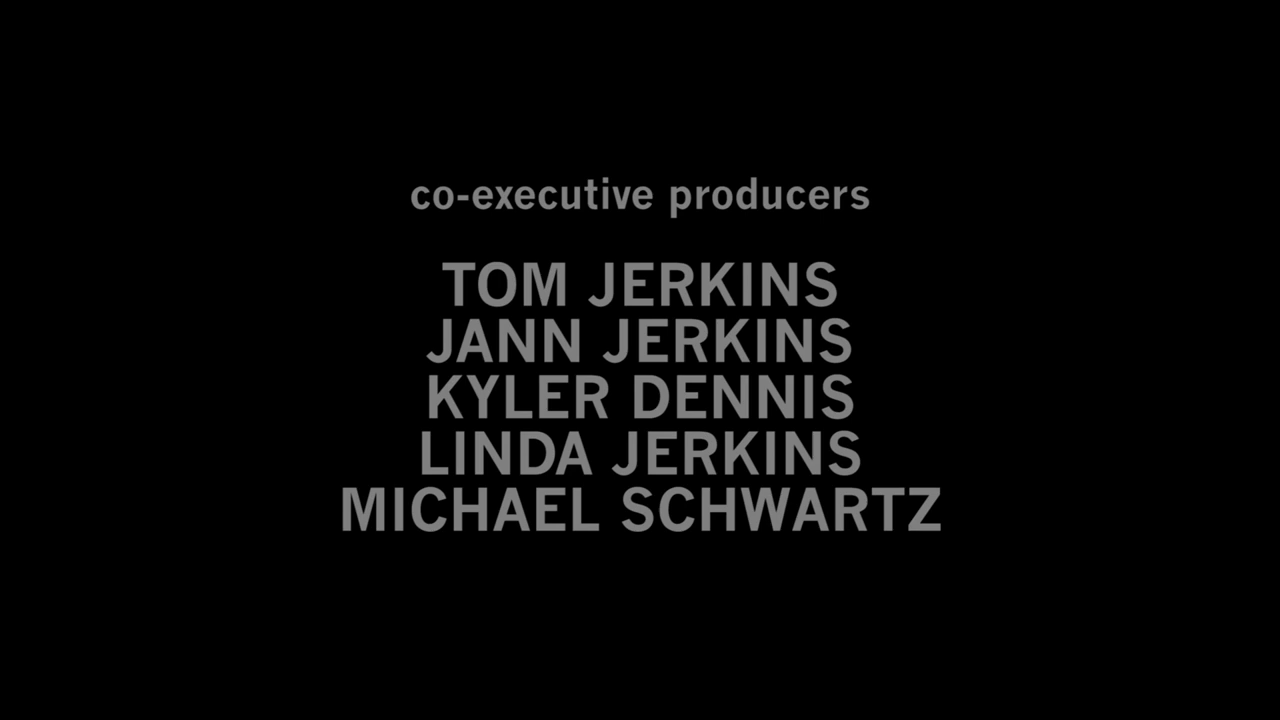 co-executive producers
TOM JERKINS
JANN JERKINS
KYLER DENNIS
LINDA JERKINS
MICHAEL SCHWARTZ